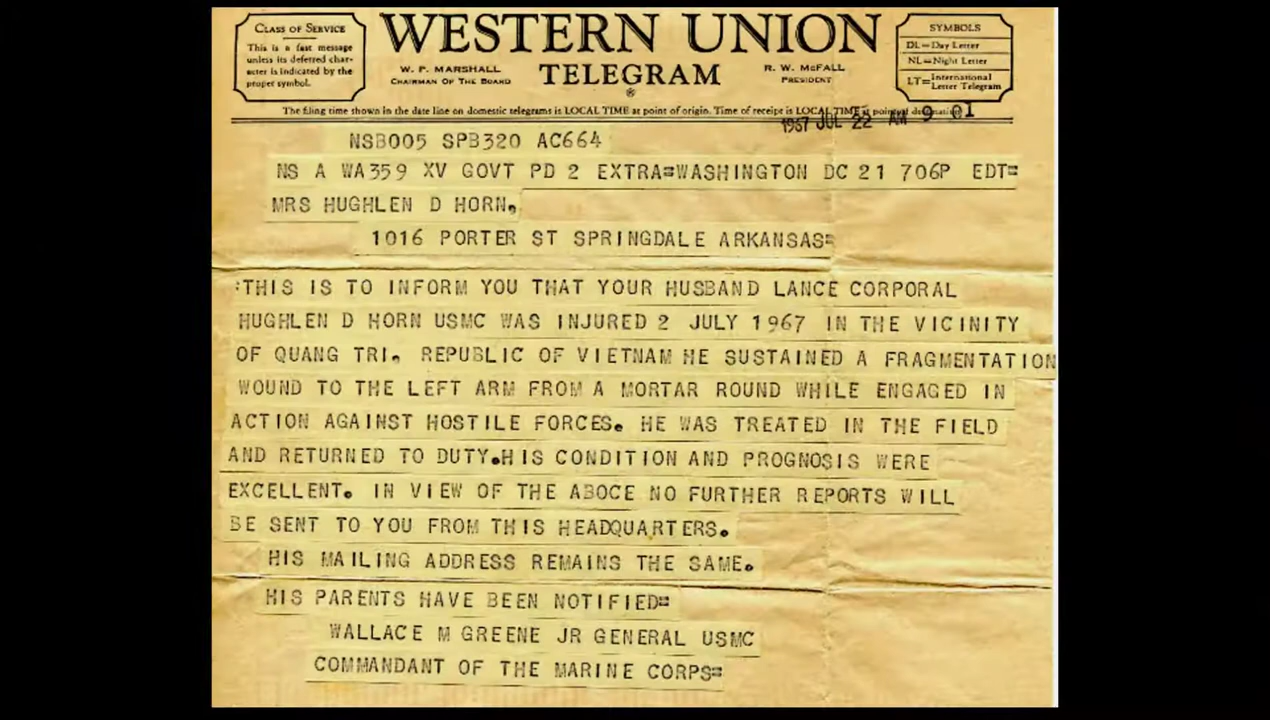 CLASS OF SERVICE
This is a fast message
unless its deferred char-
acter is indicated by the
proper symbol.
WESTERN UNION
TELEGRAM
W. P. MARSHALL
CHAIRMAN OF THE BOARD
R. W. McFALL
PRESIDENT
SYMBOLS
DL=Day Letter
NL=Night Letter
LT=International Letter Telegram
The filing time shown in the date line on domestic telegrams is LOCAL TIME at point of origin. Time of receipt is LOCAL TIME at point of destination
1967 JUL 22 AM 9 01
NSB005 SPB320 AC664
NS A WA359 XV GOVT PD 2 EXTRA=WASHINGTON DC 21 706P EDT=
MRS HUGHLEN D HORN.
1016 PORTER ST SPRINGDALE ARKANSAS=
:THIS IS TO INFORM YOU THAT YOUR HUSBAND LANCE CORPORAL
HUGHLEN D HORN USMC WAS INJURED 2 JULY 1967 IN THE VICINITY
OF QUANG TRI. REPUBLIC OF VIETNAM HE SUSTAINED A FRAGMENTATION
WOUND TO THE LEFT ARM FROM A MORTAR ROUND WHILE ENGAGED IN
ACTION AGAINST HOSTILE FORCES. HE WAS TREATED IN THE FIELD
AND RETURNED TO DUTY.HIS CONDITION AND PROGNOSIS WERE
EXCELLENT. IN VIEW OF THE ABOCE NO FURTHER REPORTS WILL
BE SENT TO YOU FROM THIS HEADQUARTERS.
HIS MAILING ADDRESS REMAINS THE SAME.
HIS PARENTS HAVE BEEN NOTIFIED=
WALLACE M GREENE JR GENERAL USMC
COMMANDANT OF THE MARINE CORPS=